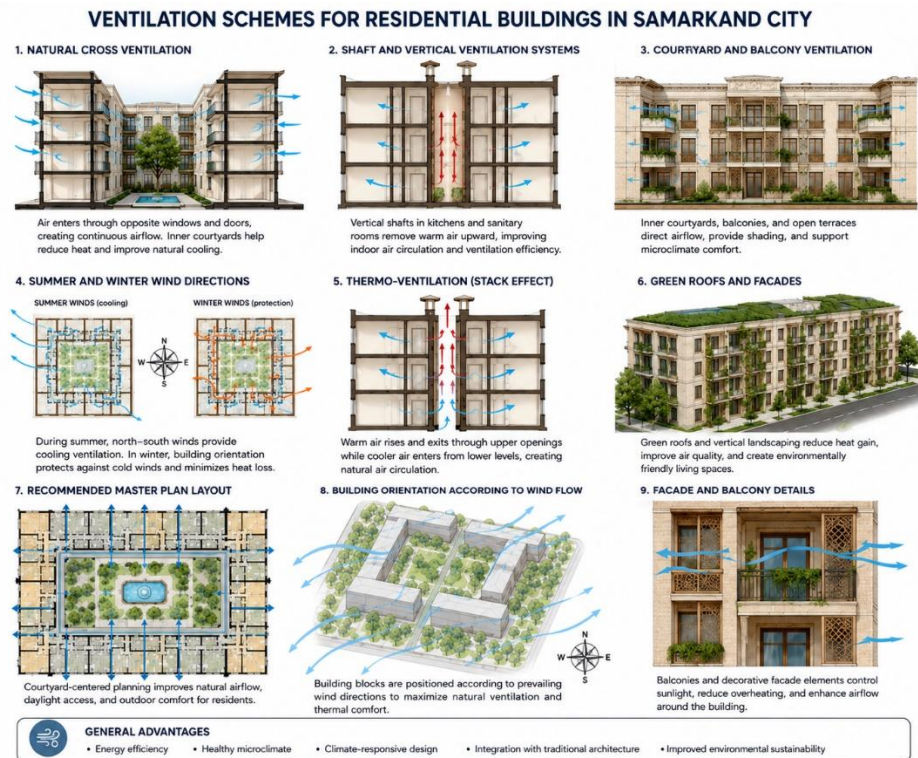 VENTILATION SCHEMES FOR RESIDENTIAL BUILDINGS IN SAMARKAND CITY
1. NATURAL CROSS VENTILATION
Air enters through opposite windows and doors,
creating continuous airflow. Inner courtyards help
reduce heat and improve natural cooling.
2. SHAFT AND VERTICAL VENTILATION SYSTEMS
Vertical shafts in kitchens and sanitary
rooms remove warm air upward, improving
indoor air circulation and ventilation efficiency.
3. COURTYARD AND BALCONY VENTILATION
Inner courtyards, balconies, and open terraces
direct airflow, provide shading, and support
microclimate comfort.
4. SUMMER AND WINTER WIND DIRECTIONS
SUMMER WINDS (cooling)
WINTER WINDS (protection)
N
W E
S
During summer, north–south winds provide
cooling ventilation. In winter, building orientation
protects against cold winds and minimizes heat loss.
5. THERMO-VENTILATION (STACK EFFECT)
Warm air rises and exits through upper openings
while cooler air enters from lower levels, creating
natural air circulation.
6. GREEN ROOFS AND FACADES
Green roofs and vertical landscaping reduce heat gain,
improve air quality, and create environmentally
friendly living spaces.
7. RECOMMENDED MASTER PLAN LAYOUT
Courtyard-centered planning improves natural airflow,
daylight access, and outdoor comfort for residents.
8. BUILDING ORIENTATION ACCORDING TO WIND FLOW
N
W E
S
Building blocks are positioned according to prevailing
wind directions to maximize natural ventilation and
thermal comfort.
9. FACADE AND BALCONY DETAILS
Balconies and decorative facade elements control
sunlight, reduce overheating, and enhance airflow
around the building.
GENERAL ADVANTAGES
• Energy efficiency • Healthy microclimate • Climate-responsive design • Integration with traditional architecture • Improved environmental sustainability